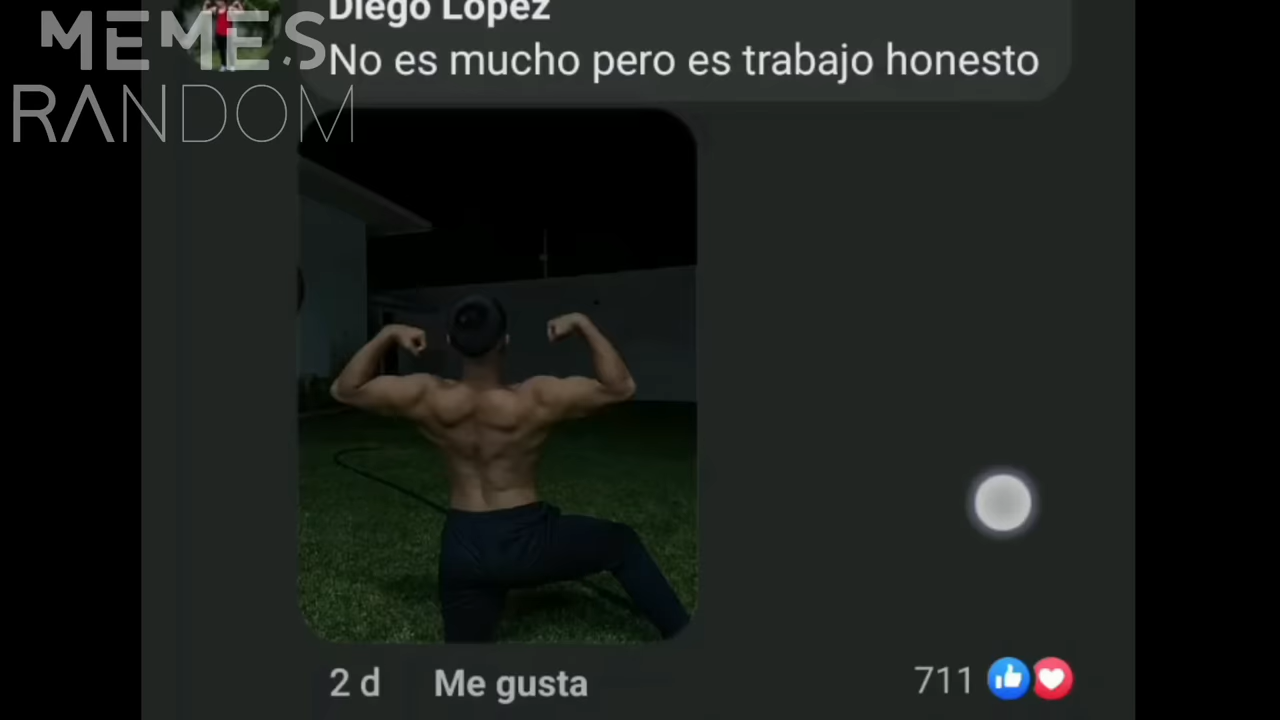 MEMES
RANDOM
Diego López
No es mucho pero es trabajo honesto
2 d Me gusta 711